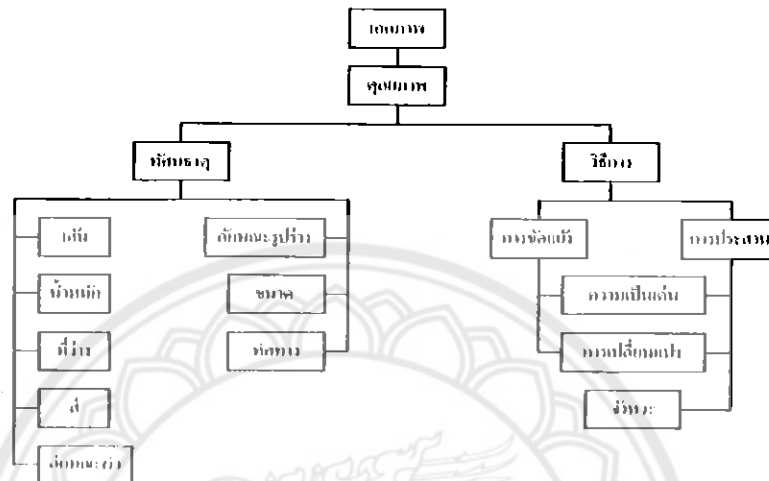 เอกภาพ
ดุลยภาพ
ทัศนธาตุ
วิธีการ
เส้น
ลักษณะรูปร่าง
การขัดแย้ง
การประสาน
น้ำหนัก
ขนาด
ความเป็นเด่น
ที่ว่าง
ทิศทาง
การเปลี่ยนแปร
สี
จังหวะ
ลักษณะผิว